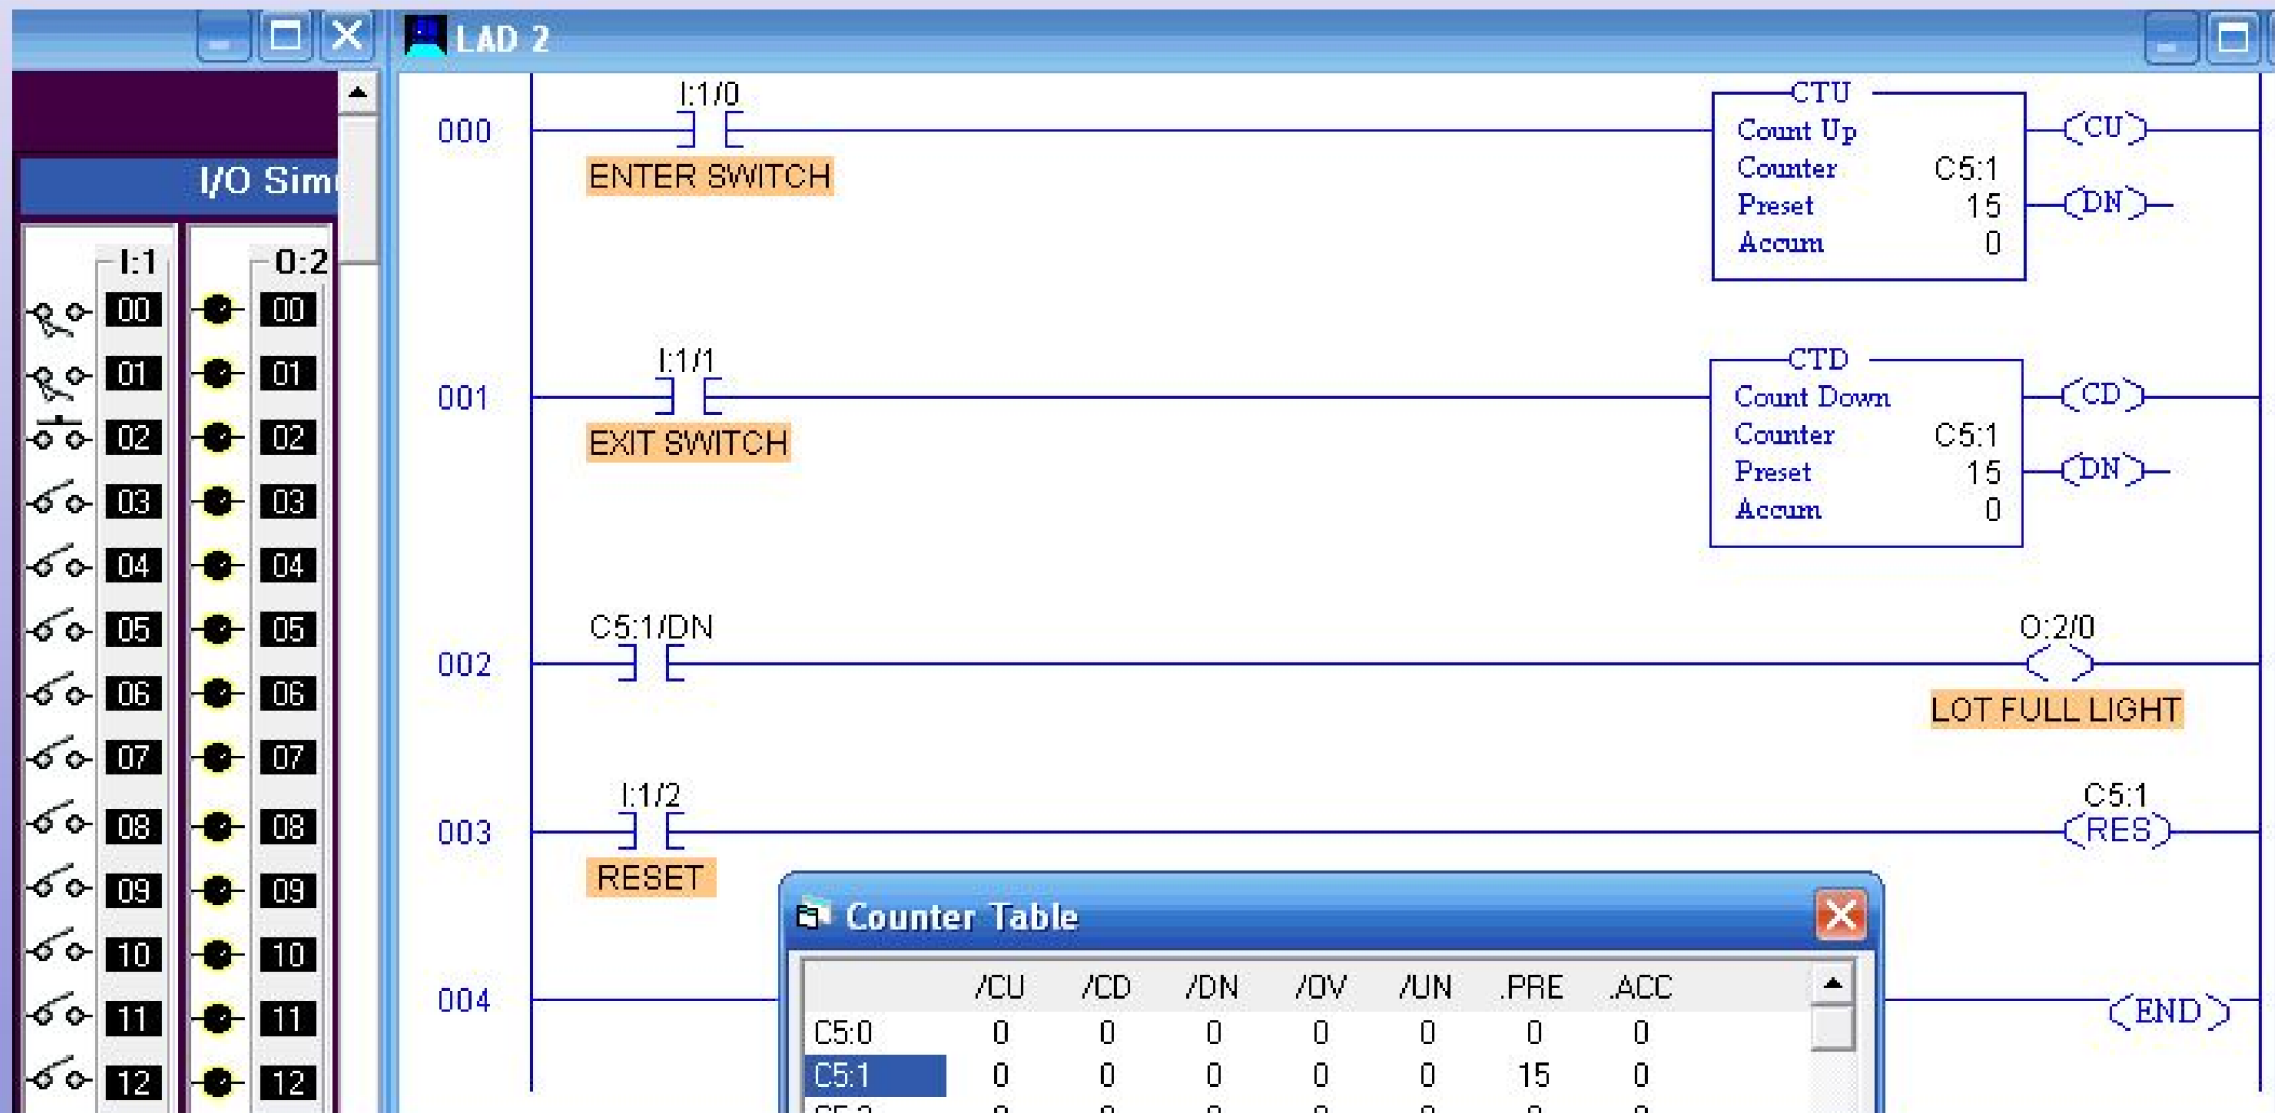 LAD 2
I/O Sim
I:1 O:2
00 00
01 01
02 02
03 03
04 04
05 05
06 06
07 07
08 08
09 09
10 10
11 11
12 12
000
I:1/0
ENTER SWITCH
CTU
Count Up
Counter C5:1
Preset 15
Accum 0
CU
DN
001
I:1/1
EXIT SWITCH
CTD
Count Down
Counter C5:1
Preset 15
Accum 0
CD
DN
002
C5:1/DN
O:2/0
LOT FULL LIGHT
003
I:1/2
RESET
C5:1
RES
004
END
Counter Table
/CU /CD /DN /OV /UN .PRE .ACC
C5:0 0 0 0 0 0 0 0
C5:1 0 0 0 0 0 15 0